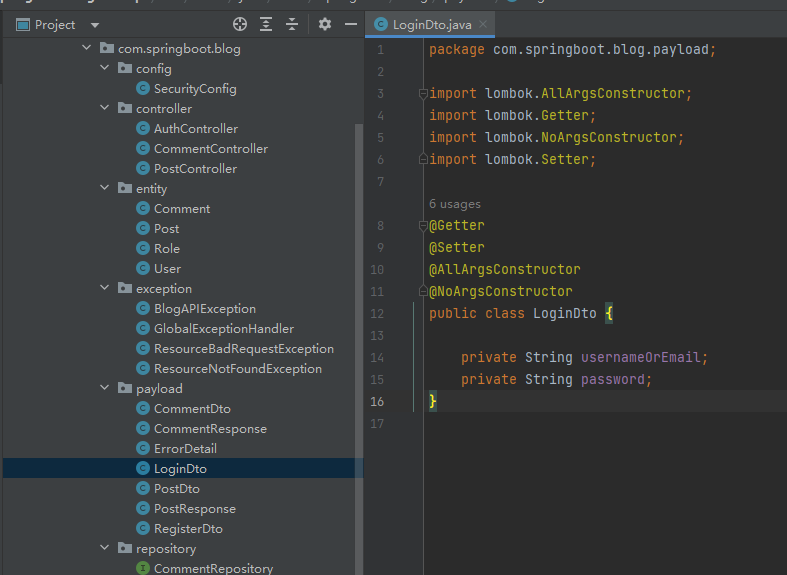 Project
com.springboot.blog
config
SecurityConfig
controller
AuthController
CommentController
PostController
entity
Comment
Post
Role
User
exception
BlogAPIException
GlobalExceptionHandler
ResourceBadRequestException
ResourceNotFoundException
payload
CommentDto
CommentResponse
ErrorDetail
LoginDto
PostDto
PostResponse
RegisterDto
repository
CommentRepository
LoginDto.java
1 package com.springboot.blog.payload;
2
3 import lombok.AllArgsConstructor;
4 import lombok.Getter;
5 import lombok.NoArgsConstructor;
6 import lombok.Setter;
7
6 usages
8 @Getter
9 @Setter
10 @AllArgsConstructor
11 @NoArgsConstructor
12 public class LoginDto {
13
14 private String usernameOrEmail;
15 private String password;
16 }
17